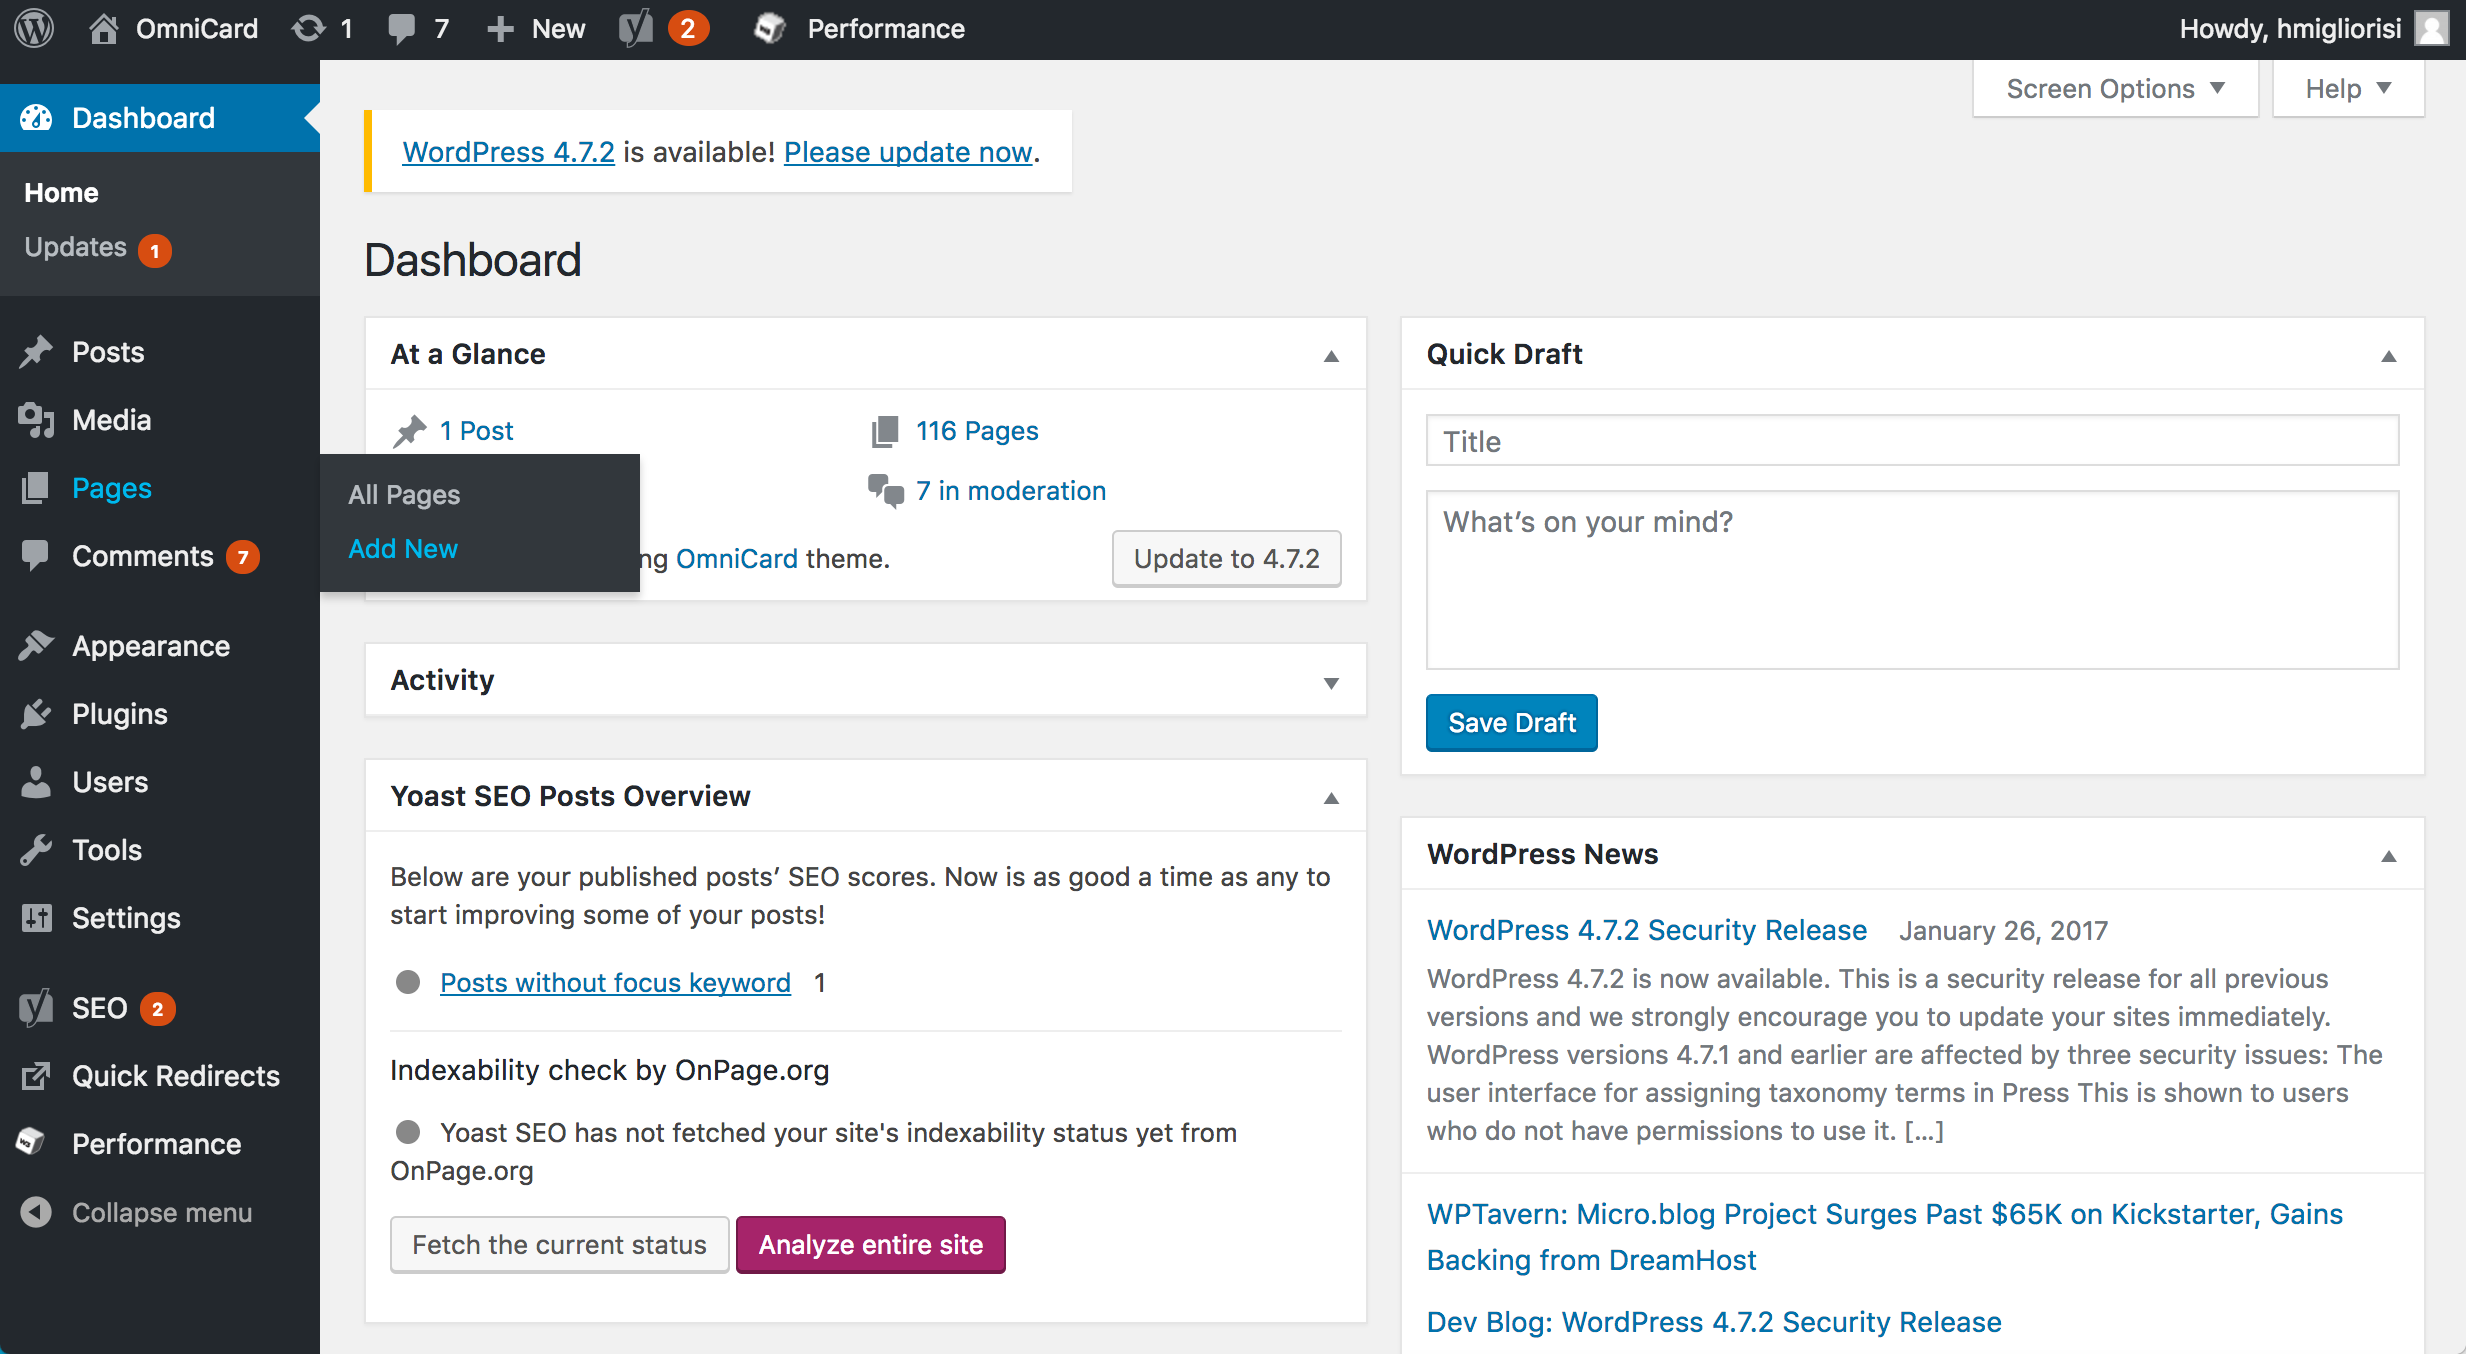 OmniCard 1 7 New 2 Performance Howdy, hmigliorisi
Screen Options Help
Dashboard
Home
Updates 1
Posts
Media
Pages
Comments 7
Appearance
Plugins
Users
Tools
Settings
SEO 2
Quick Redirects
Performance
Collapse menu
All Pages
Add New
WordPress 4.7.2 is available! Please update now.
Dashboard
At a Glance
1 Post 116 Pages
7 in moderation
ng OmniCard theme. Update to 4.7.2
Activity
Yoast SEO Posts Overview
Below are your published posts’ SEO scores. Now is as good a time as any to
start improving some of your posts!
Posts without focus keyword 1
Indexability check by OnPage.org
Yoast SEO has not fetched your site's indexability status yet from
OnPage.org
Fetch the current status Analyze entire site
Quick Draft
Title
What’s on your mind?
Save Draft
WordPress News
WordPress 4.7.2 Security Release January 26, 2017
WordPress 4.7.2 is now available. This is a security release for all previous
versions and we strongly encourage you to update your sites immediately.
WordPress versions 4.7.1 and earlier are affected by three security issues: The
user interface for assigning taxonomy terms in Press This is shown to users
who do not have permissions to use it. […]
WPTavern: Micro.blog Project Surges Past $65K on Kickstarter, Gains
Backing from DreamHost
Dev Blog: WordPress 4.7.2 Security Release